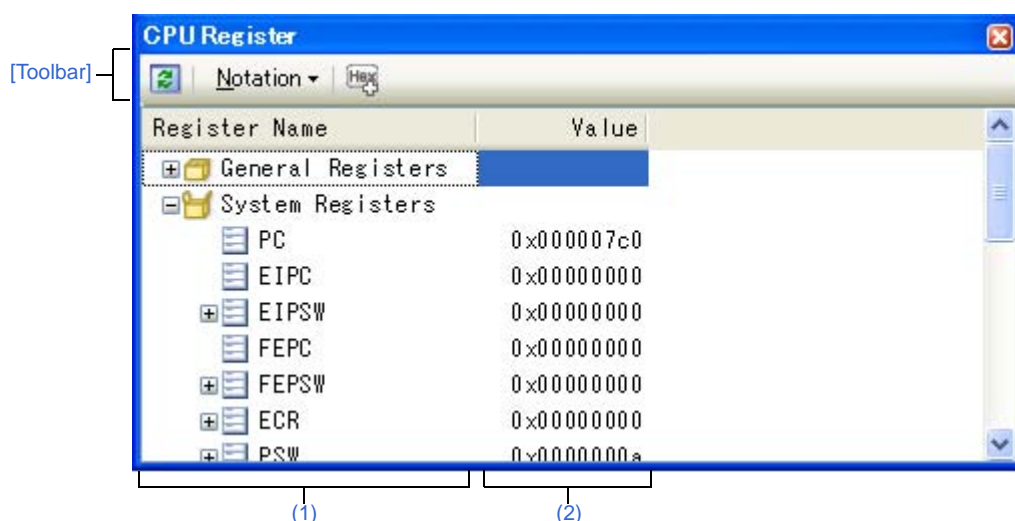 CPU Register
[Toolbar]
Notation
Hex
Register Name Value
General Registers
System Registers
PC 0x000007c0
EIPC 0x00000000
EIPSW 0x00000000
FEPC 0x00000000
FEPSW 0x00000000
ECR 0x00000000
PSW 0x0000000a
(1) (2)